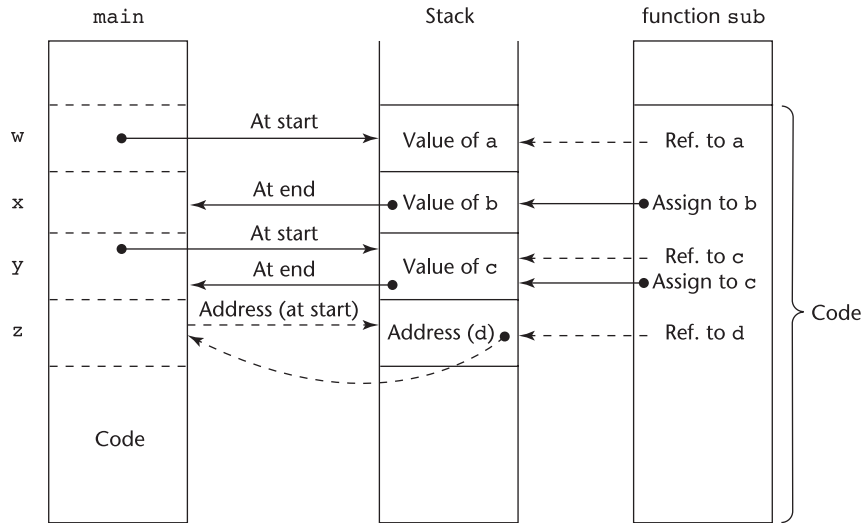 main Stack function sub
w At start Value of a Ref. to a
x At end Value of b Assign to b
At start
y Value of c Ref. to c
At end Assign to c
Address (at start)
z Address (d) Ref. to d
Code
Code